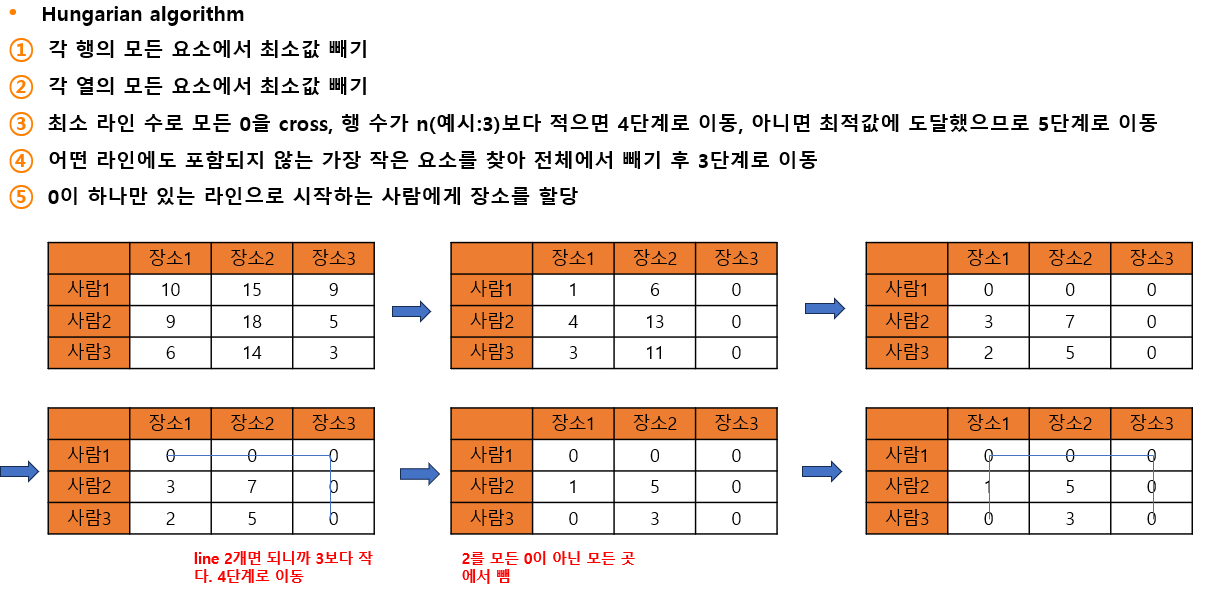 • Hungarian algorithm
① 각 행의 모든 요소에서 최소값 빼기
② 각 열의 모든 요소에서 최소값 빼기
③ 최소 라인 수로 모든 0을 cross, 행 수가 n(예시:3)보다 적으면 4단계로 이동, 아니면 최적값에 도달했으므로 5단계로 이동
④ 어떤 라인에도 포함되지 않는 가장 작은 요소를 찾아 전체에서 빼기 후 3단계로 이동
⑤ 0이 하나만 있는 라인으로 시작하는 사람에게 장소를 할당
장소1 장소2 장소3
사람1 10 15 9
사람2 9 18 5
사람3 6 14 3
장소1 장소2 장소3
사람1 1 6 0
사람2 4 13 0
사람3 3 11 0
장소1 장소2 장소3
사람1 0 0 0
사람2 3 7 0
사람3 2 5 0
장소1 장소2 장소3
사람1 0 0 0
사람2 3 7 0
사람3 2 5 0
line 2개면 되니까 3보다 작
다. 4단계로 이동
장소1 장소2 장소3
사람1 0 0 0
사람2 1 5 0
사람3 0 3 0
2를 모든 0이 아닌 모든 곳
에서 뺌
장소1 장소2 장소3
사람1 0 0 0
사람2 1 5 0
사람3 0 3 0